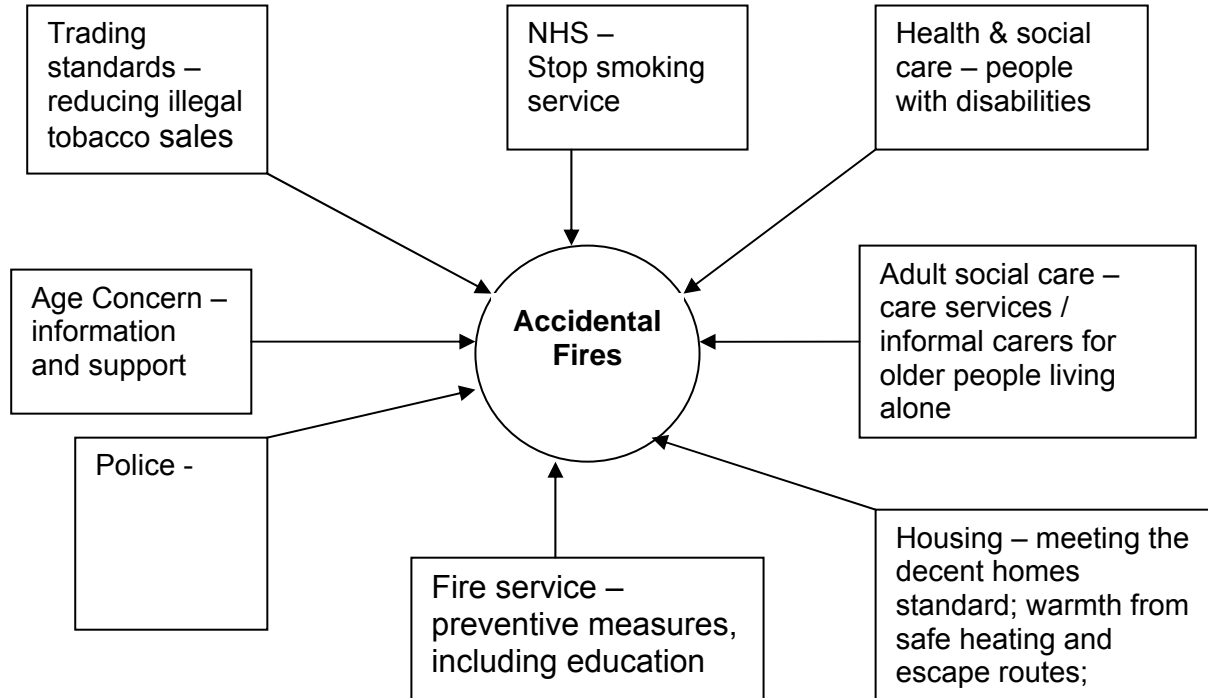 Trading
standards –
reducing illegal
tobacco sales
NHS –
Stop smoking
service
Health & social
care – people
with disabilities
Age Concern –
information
and support
Accidental
Fires
Adult social care –
care services /
informal carers for
older people living
alone
Police -
Fire service –
preventive measures,
including education
Housing – meeting the
decent homes
standard; warmth from
safe heating and
escape routes;